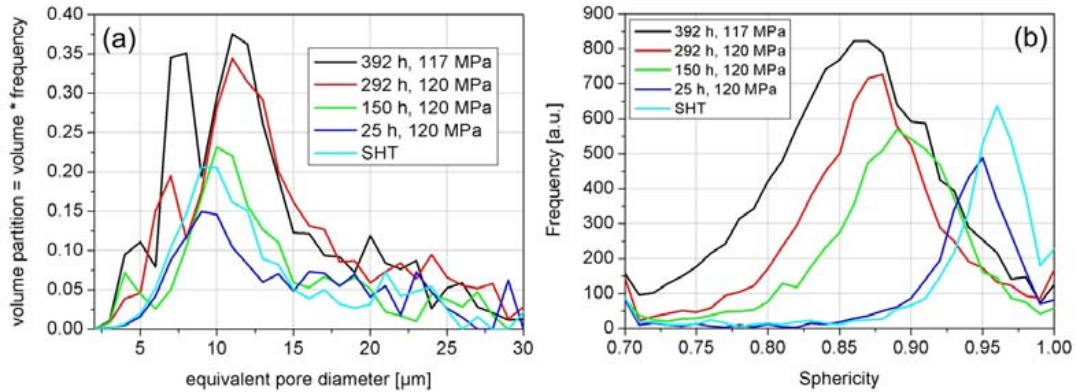 (a)
volume partition = volume * frequency
0.40
0.35
0.30
0.25
0.20
0.15
0.10
0.05
0.00
392 h, 117 MPa
292 h, 120 MPa
150 h, 120 MPa
25 h, 120 MPa
SHT
5 10 15 20 25 30
equivalent pore diameter [µm]
(b)
Frequency [a.u.]
900
800
700
600
500
400
300
200
100
0
392 h, 117 MPa
292 h, 120 MPa
150 h, 120 MPa
25 h, 120 MPa
SHT
0.70 0.75 0.80 0.85 0.90 0.95 1.00
Sphericity